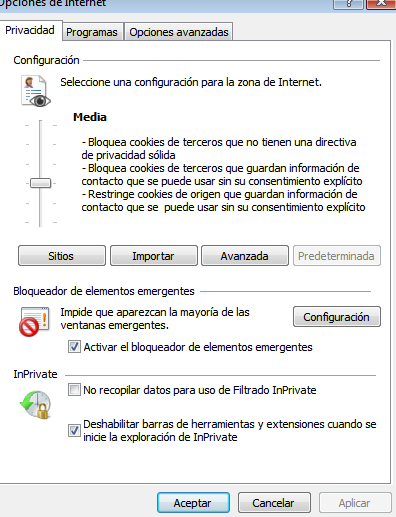 Opciones de Internet
Privacidad Programas Opciones avanzadas
Configuración
Seleccione una configuración para la zona de Internet.
Media
- Bloquea cookies de terceros que no tienen una directiva
de privacidad sólida
- Bloquea cookies de terceros que guardan información de
contacto que se puede usar sin su consentimiento explícito
- Restringe cookies de origen que guardan información de
contacto que se puede usar sin su consentimiento explícito
Sitios Importar Avanzada Predeterminada
Bloqueador de elementos emergentes
Impide que aparezcan la mayoría de las
ventanas emergentes.
Configuración
Activar el bloqueador de elementos emergentes
InPrivate
No recopilar datos para uso de Filtrado InPrivate
Deshabilitar barras de herramientas y extensiones cuando se
inicie la exploración de InPrivate
Aceptar Cancelar Aplicar